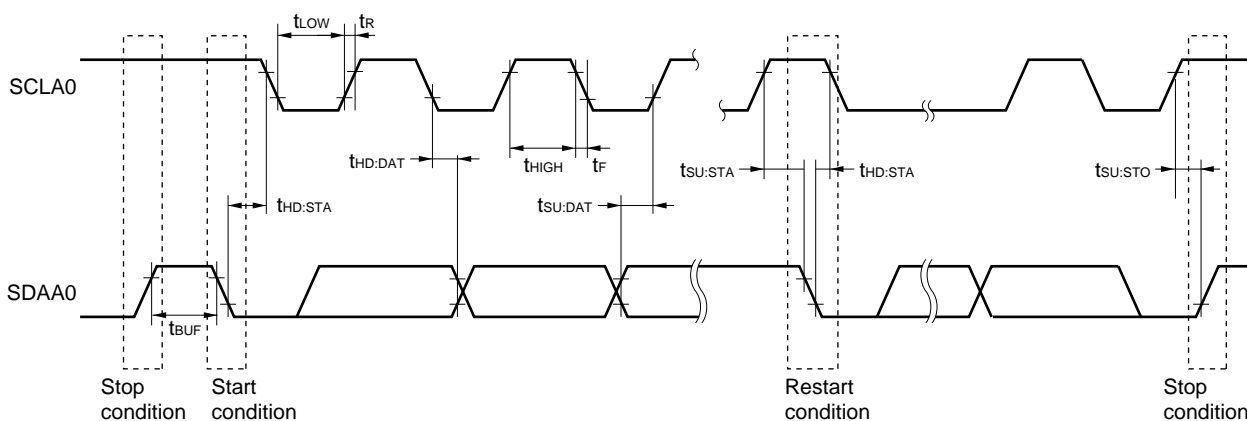 tLOW
tR
SCLA0
tHD:DAT
tHIGH
tF
tSU:STA
tHD:STA
tSU:STO
tHD:STA
tSU:DAT
SDAA0
tBUF
Stop
condition
Start
condition
Restart
condition
Stop
condition